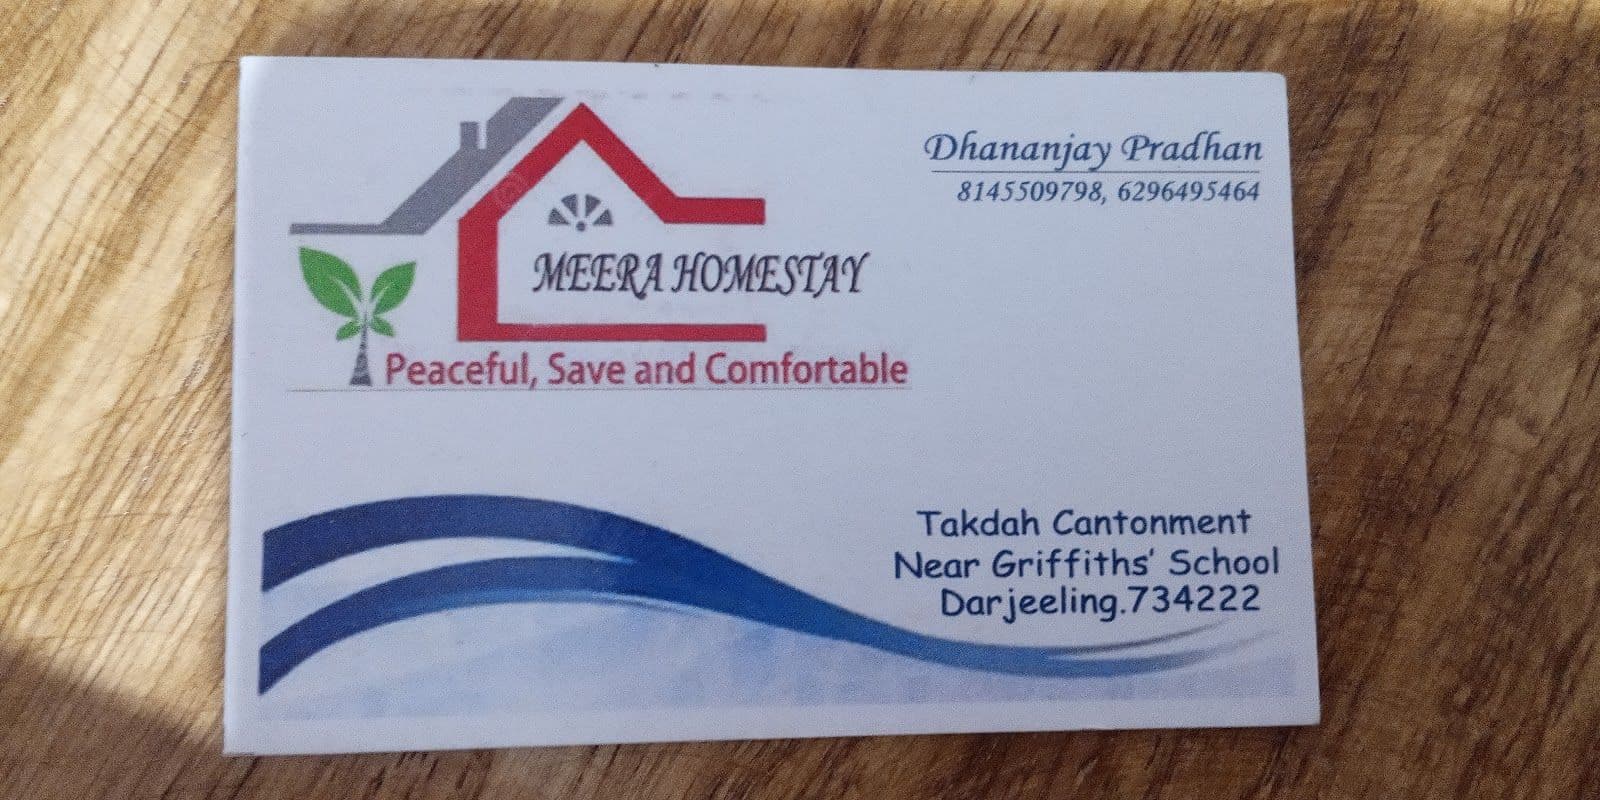 Dhananjay Pradhan
8145509798, 6296495464
MEERA HOMESTAY
Peaceful, Save and Comfortable
Takdah Cantonment
Near Griffiths' School
Darjeeling.734222